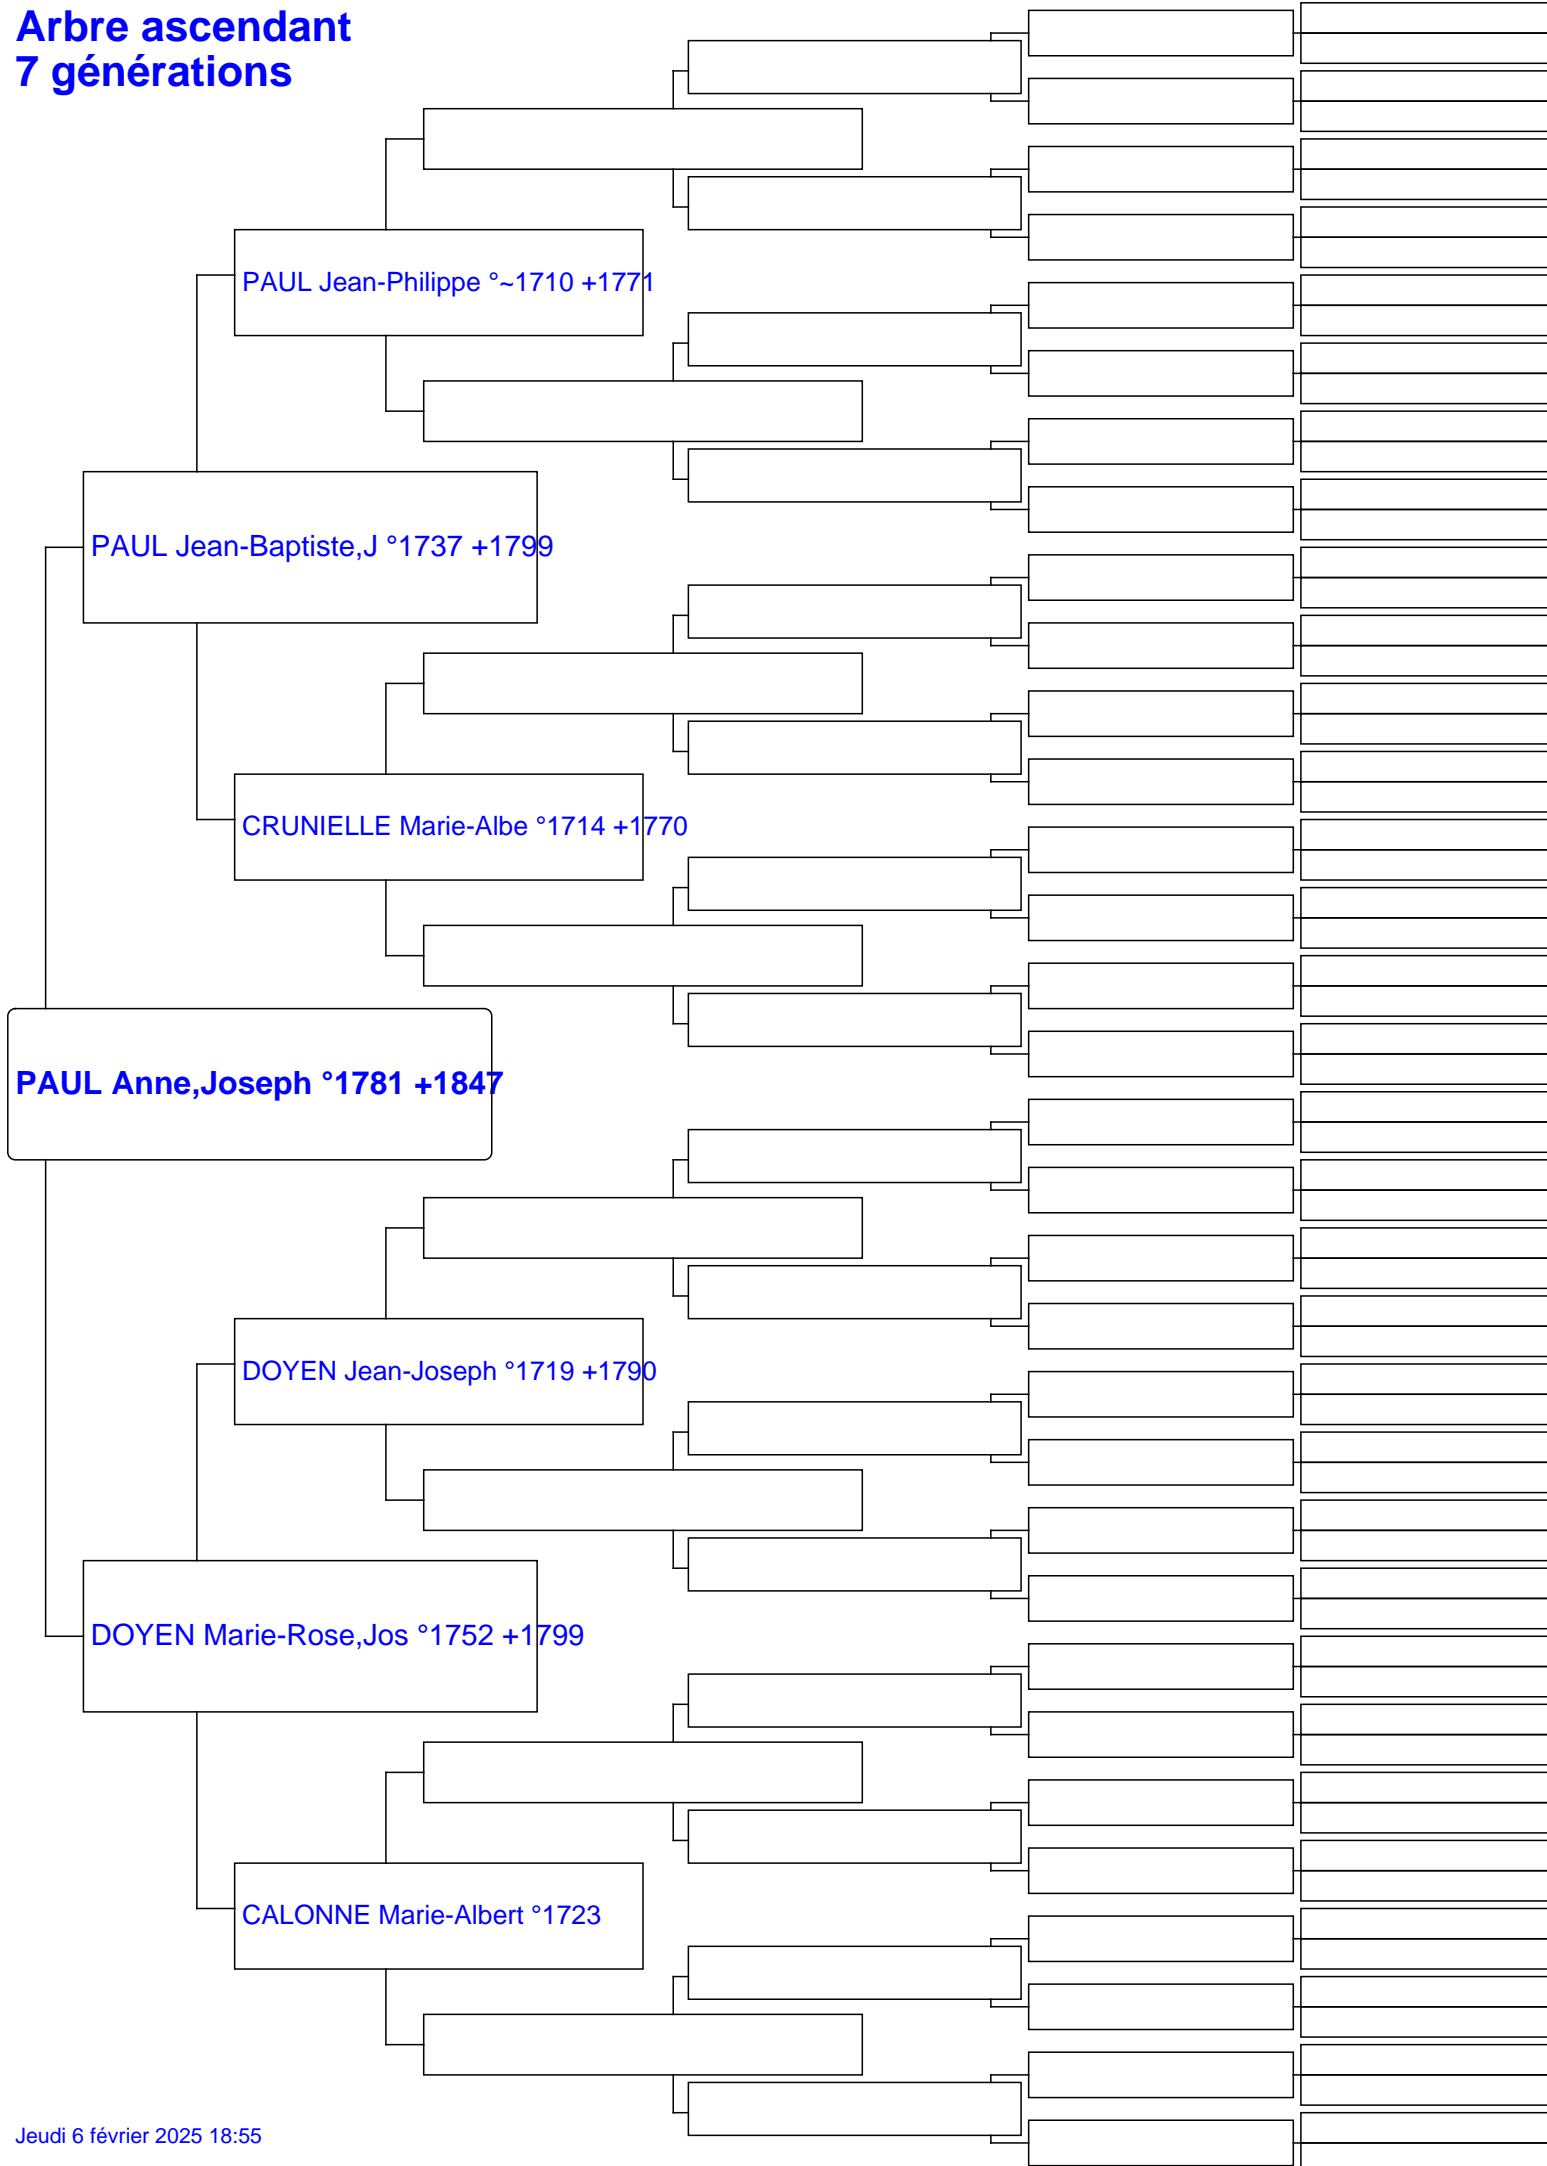 Arbre ascendant
7 générations
PAUL Jean-Philippe °~1710 +1771
PAUL Jean-Baptiste,J °1737 +1799
CRUNIELLE Marie-Albe °1714 +1770
PAUL Anne,Joseph °1781 +1847
DOYEN Jean-Joseph °1719 +1790
DOYEN Marie-Rose,Jos °1752 +1799
CALONNE Marie-Albert °1723
Jeudi 6 février 2025 18:55